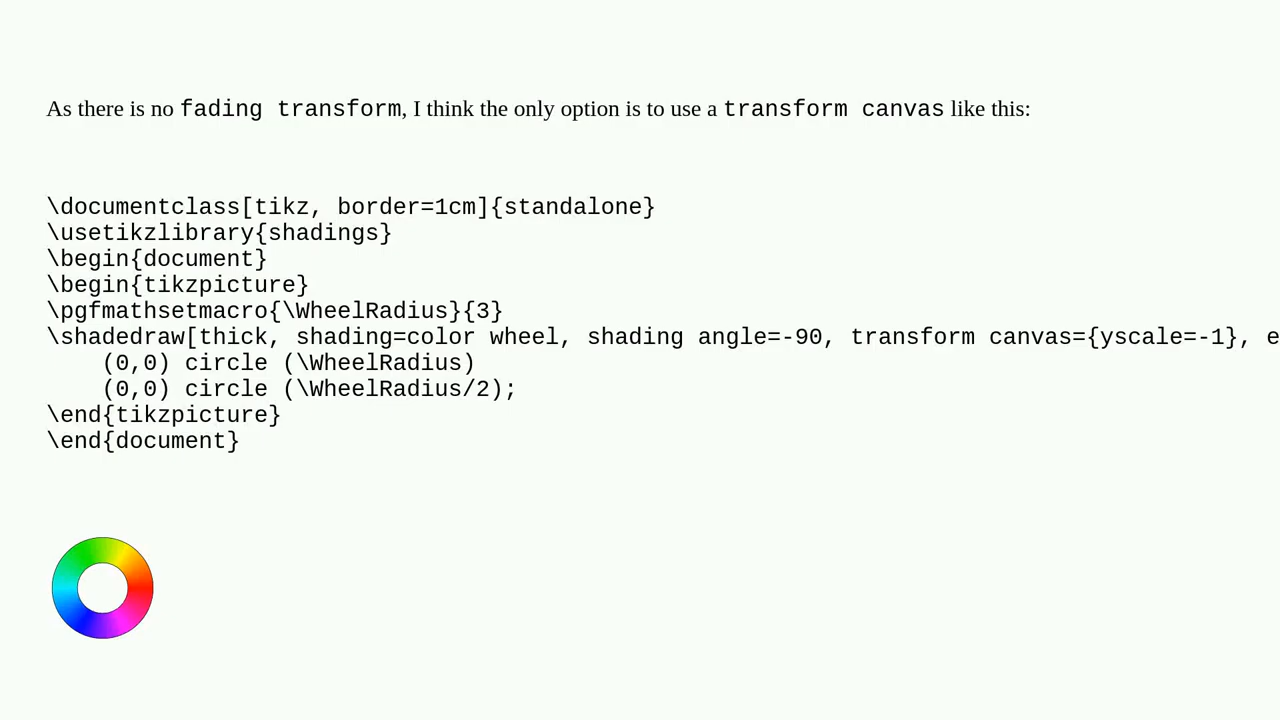 As there is no fading transform, I think the only option is to use a transform canvas like this:
\documentclass[tikz, border=1cm]{standalone}
\usetikzlibrary{shadings}
\begin{document}
\begin{tikzpicture}
\pgfmathsetmacro{\WheelRadius}{3}
\shadedraw[thick, shading=color wheel, shading angle=-90, transform canvas={yscale=-1}, e
    (0,0) circle (\WheelRadius)
    (0,0) circle (\WheelRadius/2);
\end{tikzpicture}
\end{document}